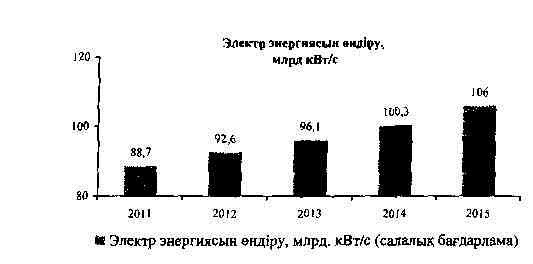 Электр энергиясын өндіру,
млрд кВт/с
120
106
100,3
96,1
92,6
88,7
100
80
2011 2012 2013 2014 2015
Электр энергиясын өндіру, млрд. кВт/с (салалық бағдарлама)